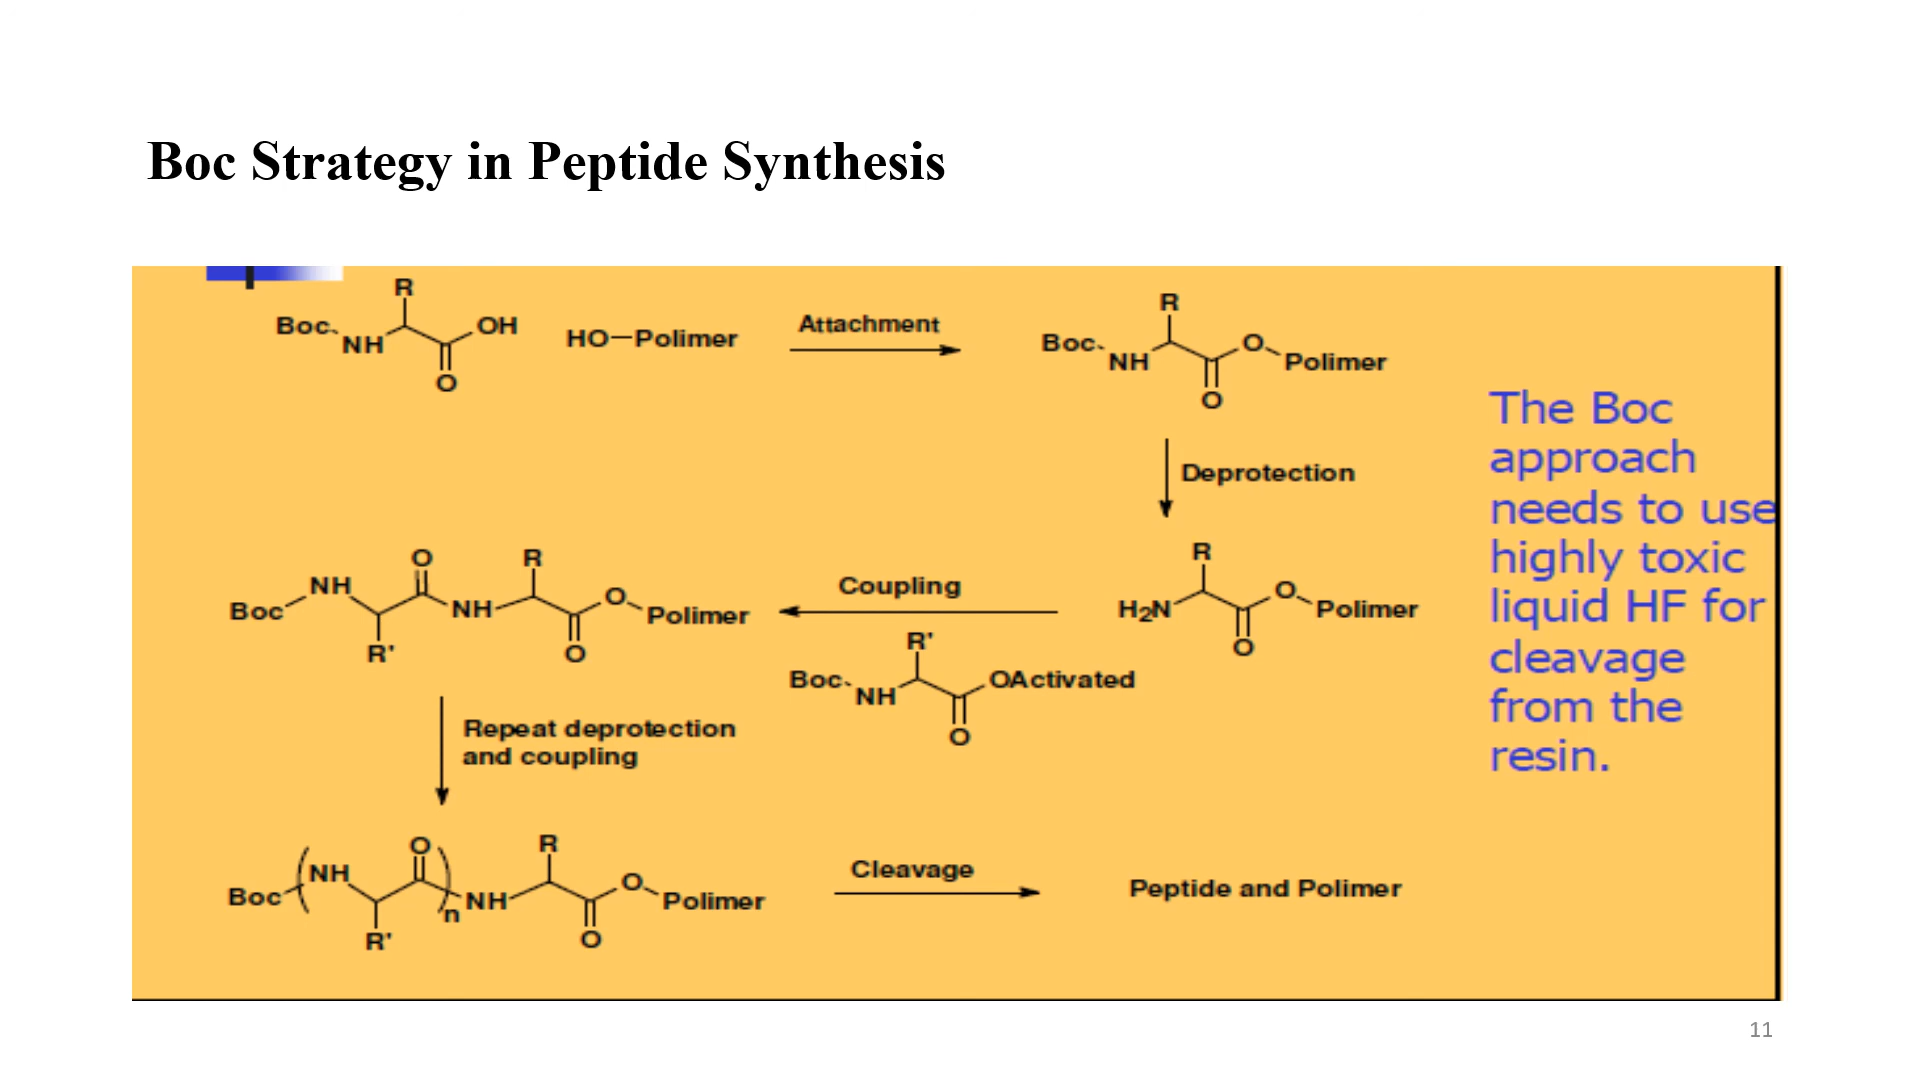 Boc Strategy in Peptide Synthesis
R
Boc NH OH
O
HO-Polimer
Attachment
R
Boc NH O Polimer
O
Deprotection
R
H2N O Polimer
O
Coupling
R'
Boc NH OActivated
O
O R
Boc NH NH O Polimer
R' O
Repeat deprotection
and coupling
O R
Boc (NH )n NH O Polimer
R' O
Cleavage
Peptide and Polimer
The Boc
approach
needs to use
highly toxic
liquid HF for
cleavage
from the
resin.
11